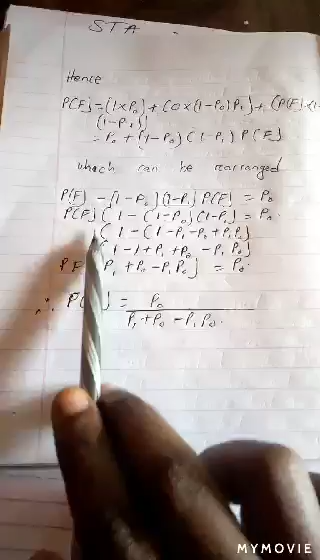 STA
Hence
P(F) = (1×P₀) + (0×(1-P₀)P₁) + (P(F)×(1-
(1-P₁)
= P₀ + (1-P₀)(1-P₁) P(F)
which can be rearranged
P(F) - (1-P₀)(1-P₁) P(F) = P₀
P(F)( 1 - (1-P₀)(1-P₁) = P₀.
( 1 - (1-P₁-P₀+P₁P₀)
1-1+P₁+P₀-P₁P₀)
P₁+P₀-P₁P₀) = P₀.
∴ P( ) = P₀
P₁+P₀-P₁P₀.
MYMOVIE